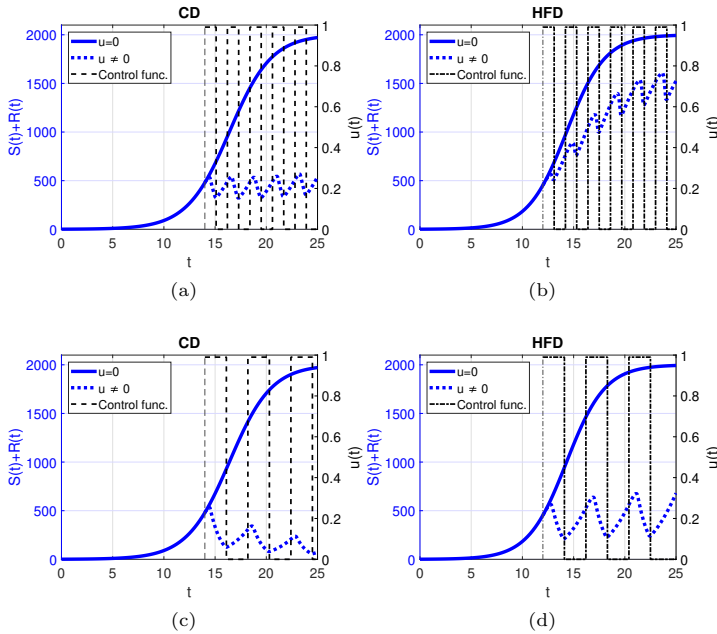 CD
2000
1500
1000
500
0
S(t)+R(t)
u=0
u ≠ 0
Control func.
1
0.8
0.6
0.4
0.2
0
u(t)
0 5 10 15 20 25
t
(a)
HFD
2000
1500
1000
500
0
S(t)+R(t)
u=0
u ≠ 0
Control func.
1
0.8
0.6
0.4
0.2
0
u(t)
0 5 10 15 20 25
t
(b)
CD
2000
1500
1000
500
0
S(t)+R(t)
u=0
u ≠ 0
Control func.
1
0.8
0.6
0.4
0.2
0
u(t)
0 5 10 15 20 25
t
(c)
HFD
2000
1500
1000
500
0
S(t)+R(t)
u=0
u ≠ 0
Control func.
1
0.8
0.6
0.4
0.2
0
u(t)
0 5 10 15 20 25
t
(d)